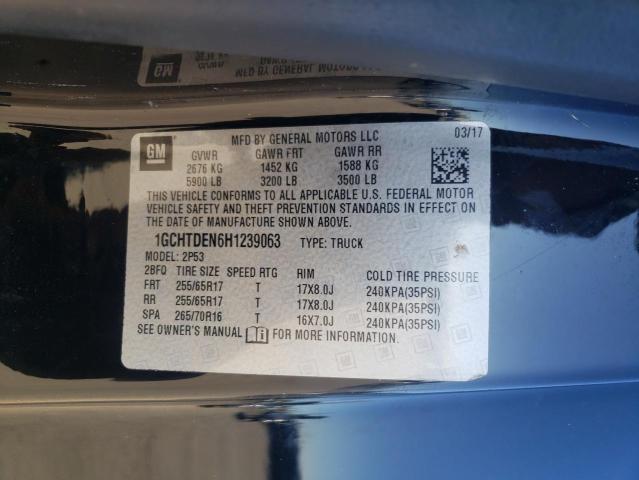 GM
MFD BY GENERAL MOTORS LLC
03/17
GVWR GAWR FRT GAWR RR
2676 KG 1452 KG 1588 KG
5900 LB 3200 LB 3500 LB
THIS VEHICLE CONFORMS TO ALL APPLICABLE U.S. FEDERAL MOTOR
VEHICLE SAFETY AND THEFT PREVENTION STANDARDS IN EFFECT ON
THE DATE OF MANUFACTURE SHOWN ABOVE.
1GCHTDEN6H1239063 TYPE: TRUCK
MODEL: 2P53
2BFQ TIRE SIZE SPEED RTG RIM COLD TIRE PRESSURE
FRT 255/65R17 T 17X8.0J 240KPA(35PSI)
RR 255/65R17 T 17X8.0J 240KPA(35PSI)
SPA 265/70R16 T 16X7.0J 240KPA(35PSI)
SEE OWNER'S MANUAL FOR MORE INFORMATION.